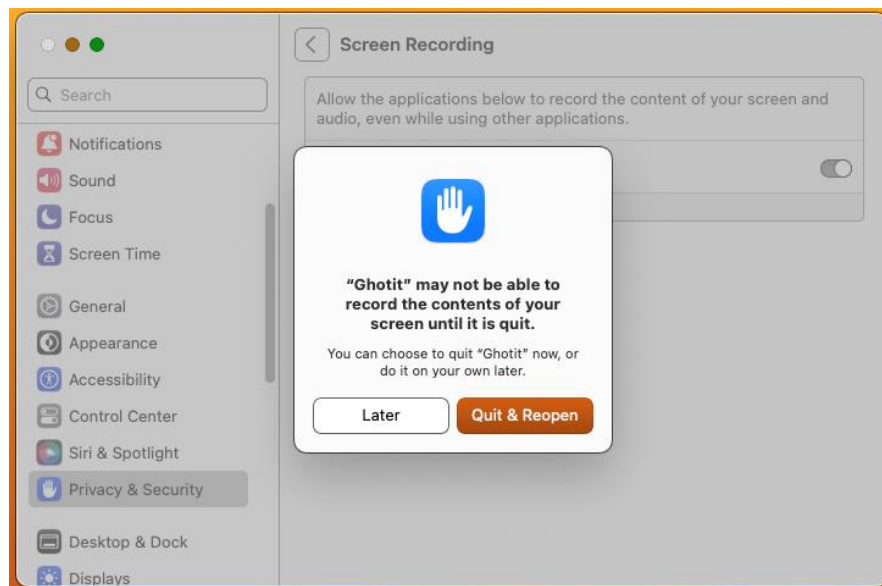 Screen Recording
Search
Allow the applications below to record the content of your screen and
audio, even while using other applications.
Notifications
Sound
Focus
Screen Time
General
Appearance
Accessibility
Control Center
Siri & Spotlight
Privacy & Security
Desktop & Dock
Displays
“Ghotit” may not be able to
record the contents of your
screen until it is quit.
You can choose to quit “Ghotit” now, or
do it on your own later.
Later
Quit & Reopen